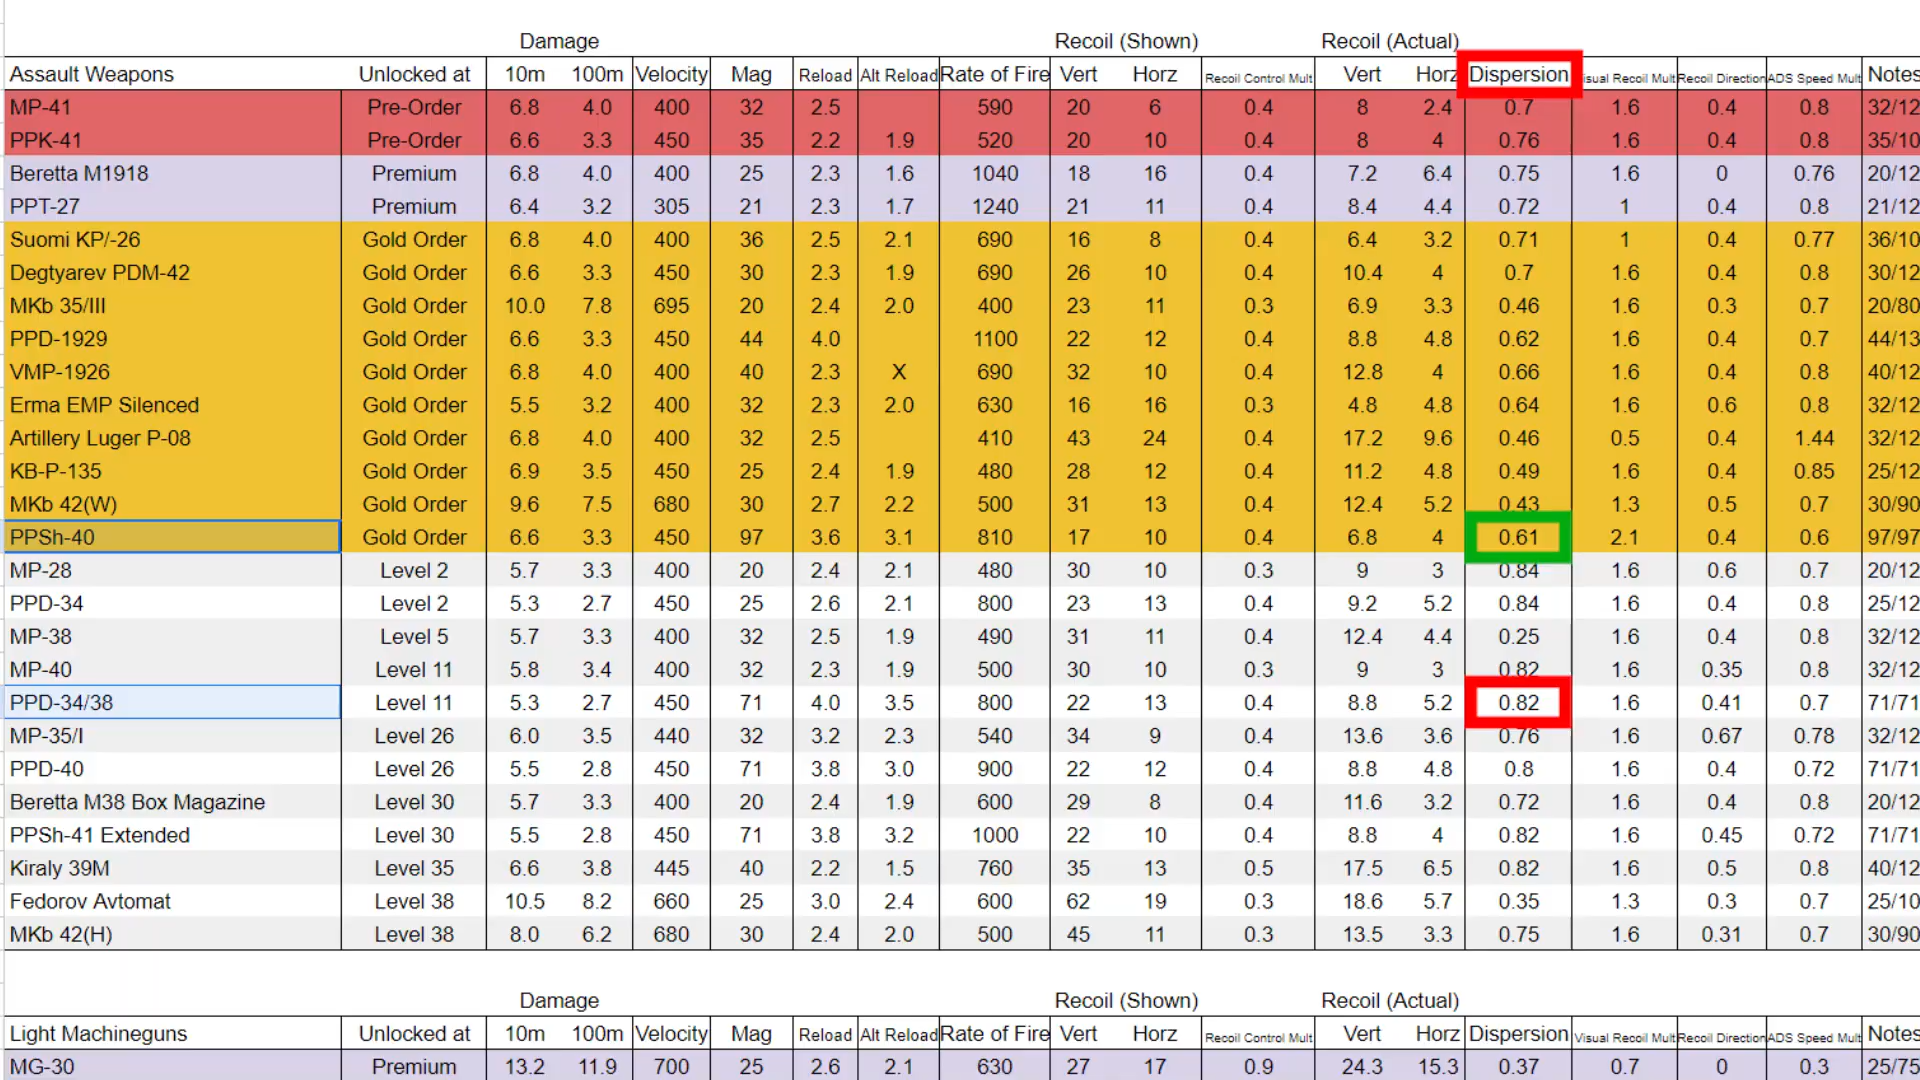 Damage Recoil (Shown) Recoil (Actual)
Assault Weapons Unlocked at 10m 100m Velocity Mag Reload Alt Reload Rate of Fire Vert Horz Recoil Control Mult Vert Horz Dispersion isual Recoil Mult Recoil Direction ADS Speed Mult Notes
MP-41 Pre-Order 6.8 4.0 400 32 2.5 590 20 6 0.4 8 2.4 0.7 1.6 0.4 0.8 32/12
PPK-41 Pre-Order 6.6 3.3 450 35 2.2 1.9 520 20 10 0.4 8 4 0.76 1.6 0.4 0.8 35/10
Beretta M1918 Premium 6.8 4.0 400 25 2.3 1.6 1040 18 16 0.4 7.2 6.4 0.75 1.6 0 0.76 20/12
PPT-27 Premium 6.4 3.2 305 21 2.3 1.7 1240 21 11 0.4 8.4 4.4 0.72 1 0.4 0.8 21/12
Suomi KP/-26 Gold Order 6.8 4.0 400 36 2.5 2.1 690 16 8 0.4 6.4 3.2 0.71 1 0.4 0.77 36/10
Degtyarev PDM-42 Gold Order 6.6 3.3 450 30 2.3 1.9 690 26 10 0.4 10.4 4 0.7 1.6 0.4 0.8 30/12
MKb 35/III Gold Order 10.0 7.8 695 20 2.4 2.0 400 23 11 0.3 6.9 3.3 0.46 1.6 0.3 0.7 20/80
PPD-1929 Gold Order 6.6 3.3 450 44 4.0 1100 22 12 0.4 8.8 4.8 0.62 1.6 0.4 0.7 44/13
VMP-1926 Gold Order 6.8 4.0 400 40 2.3 X 690 32 10 0.4 12.8 4 0.66 1.6 0.4 0.8 40/12
Erma EMP Silenced Gold Order 5.5 3.2 400 32 2.3 2.0 630 16 16 0.3 4.8 4.8 0.64 1.6 0.6 0.8 32/12
Artillery Luger P-08 Gold Order 6.8 4.0 400 32 2.5 410 43 24 0.4 17.2 9.6 0.46 0.5 0.4 1.44 32/12
KB-P-135 Gold Order 6.9 3.5 450 25 2.4 1.9 480 28 12 0.4 11.2 4.8 0.49 1.6 0.4 0.85 25/12
MKb 42(W) Gold Order 9.6 7.5 680 30 2.7 2.2 500 31 13 0.4 12.4 5.2 0.43 1.3 0.5 0.7 30/90
PPSh-40 Gold Order 6.6 3.3 450 97 3.6 3.1 810 17 10 0.4 6.8 4 0.61 2.1 0.4 0.6 97/97
MP-28 Level 2 5.7 3.3 400 20 2.4 2.1 480 30 10 0.3 9 3 0.84 1.6 0.6 0.7 20/12
PPD-34 Level 2 5.3 2.7 450 25 2.6 2.1 800 23 13 0.4 9.2 5.2 0.84 1.6 0.4 0.8 25/12
MP-38 Level 5 5.7 3.3 400 32 2.5 1.9 490 31 11 0.4 12.4 4.4 0.25 1.6 0.4 0.8 32/12
MP-40 Level 11 5.8 3.4 400 32 2.3 1.9 500 30 10 0.3 9 3 0.82 1.6 0.35 0.8 32/12
PPD-34/38 Level 11 5.3 2.7 450 71 4.0 3.5 800 22 13 0.4 8.8 5.2 0.82 1.6 0.41 0.7 71/71
MP-35/I Level 26 6.0 3.5 440 32 3.2 2.3 540 34 9 0.4 13.6 3.6 0.76 1.6 0.67 0.78 32/12
PPD-40 Level 26 5.5 2.8 450 71 3.8 3.0 900 22 12 0.4 8.8 4.8 0.8 1.6 0.4 0.72 71/71
Beretta M38 Box Magazine Level 30 5.7 3.3 400 20 2.4 1.9 600 29 8 0.4 11.6 3.2 0.72 1.6 0.4 0.8 20/12
PPSh-41 Extended Level 30 5.5 2.8 450 71 3.8 3.2 1000 22 10 0.4 8.8 4 0.82 1.6 0.45 0.72 71/71
Kiraly 39M Level 35 6.6 3.8 445 40 2.2 1.5 760 35 13 0.5 17.5 6.5 0.82 1.6 0.5 0.8 40/12
Fedorov Avtomat Level 38 10.5 8.2 660 25 3.0 2.4 600 62 19 0.3 18.6 5.7 0.35 1.3 0.3 0.7 25/10
MKb 42(H) Level 38 8.0 6.2 680 30 2.4 2.0 500 45 11 0.3 13.5 3.3 0.75 1.6 0.31 0.7 30/90
Damage Recoil (Shown) Recoil (Actual)
Light Machineguns Unlocked at 10m 100m Velocity Mag Reload Alt Reload Rate of Fire Vert Horz Recoil Control Mult Vert Horz Dispersion Visual Recoil Mult Recoil Direction ADS Speed Mult Notes
MG-30 Premium 13.2 11.9 700 25 2.6 2.1 630 27 17 0.9 24.3 15.3 0.37 0.7 0 0.3 25/75